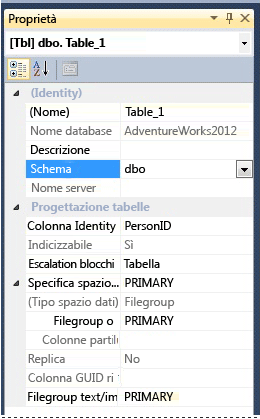 Proprietà
[Tbl] dbo. Table_1
(Identity)
(Nome) Table_1
Nome database AdventureWorks2012
Descrizione
Schema dbo
Nome server
Progettazione tabelle
Colonna Identity PersonID
Indicizzabile Sì
Escalation blocchi Tabella
Specifica spazio... PRIMARY
(Tipo spazio dati) Filegroup
Filegroup o PRIMARY
Colonne partiz
Replica No
Colonna GUID ri
Filegroup text/im PRIMARY